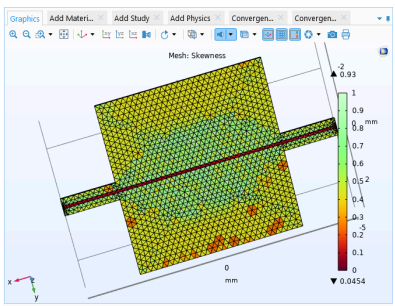 Graphics
Add Materi...
Add Study
Add Physics
Convergen...
Convergen...
Mesh: Skewness
-2
0.93
1
0.9
0 mm
0.8
0.7
0.6
0.5
2
0.4
0.3
-5
0.2
0.1
0
0.0454
0
mm
x
z
y